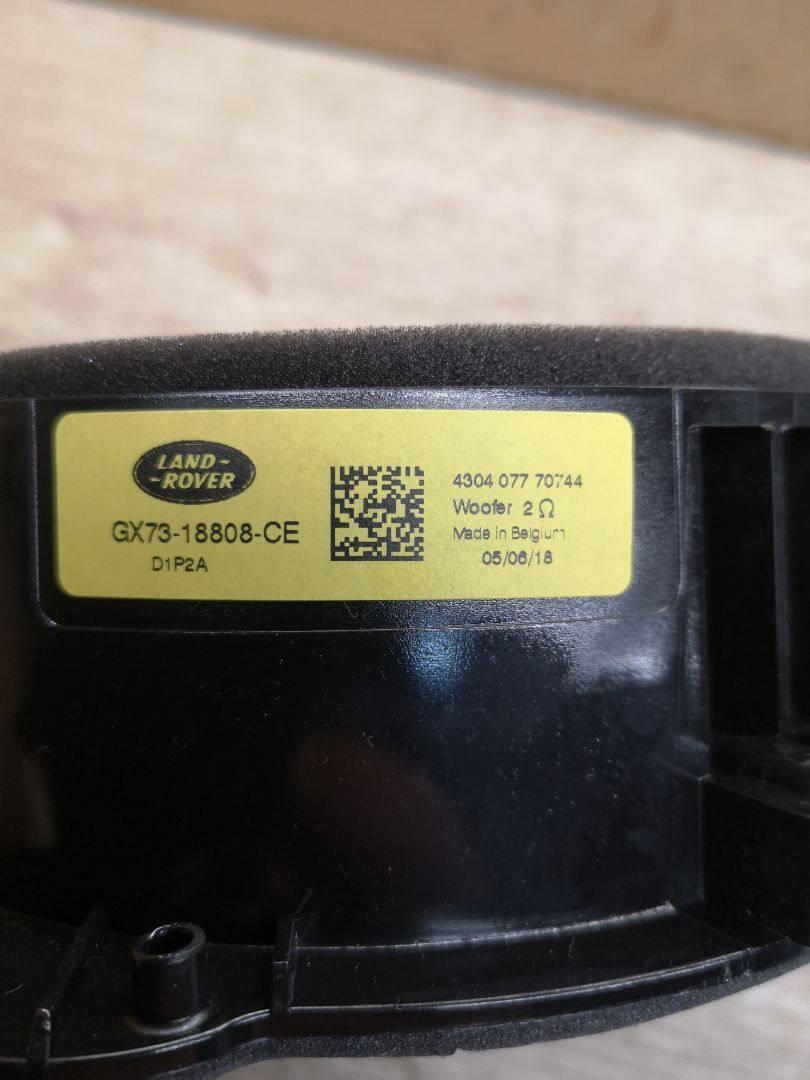 LAND-
-ROVER
GX73-18808-CE
D1P2A
4304 077 70744
Woofer 2 Ω
Made in Belgium
05/06/18